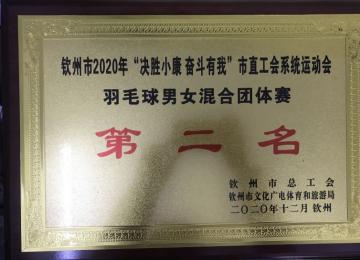 钦州市2020年“决胜小康 奋斗有我”市直工会系统运动会
羽毛球男女混合团体赛
第二名
钦州市总工会
钦州市文化广电体育和旅游局
二〇二〇年十二月 钦州